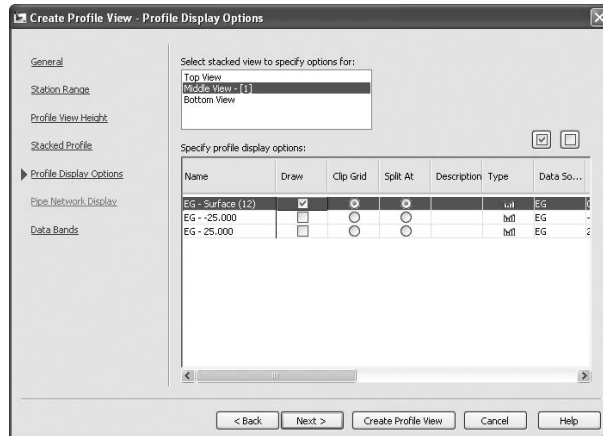 Create Profile View - Profile Display Options
General
Station Range
Profile View Height
Stacked Profile
Profile Display Options
Pipe Network Display
Data Bands
Select stacked view to specify options for:
Top View
Middle View - [1]
Bottom View
Specify profile display options:
Name Draw Clip Grid Split At Description Type Data So...
EG - Surface (12) EG
EG - -25.000 EG
EG - 25.000 EG
< Back Next > Create Profile View Cancel Help